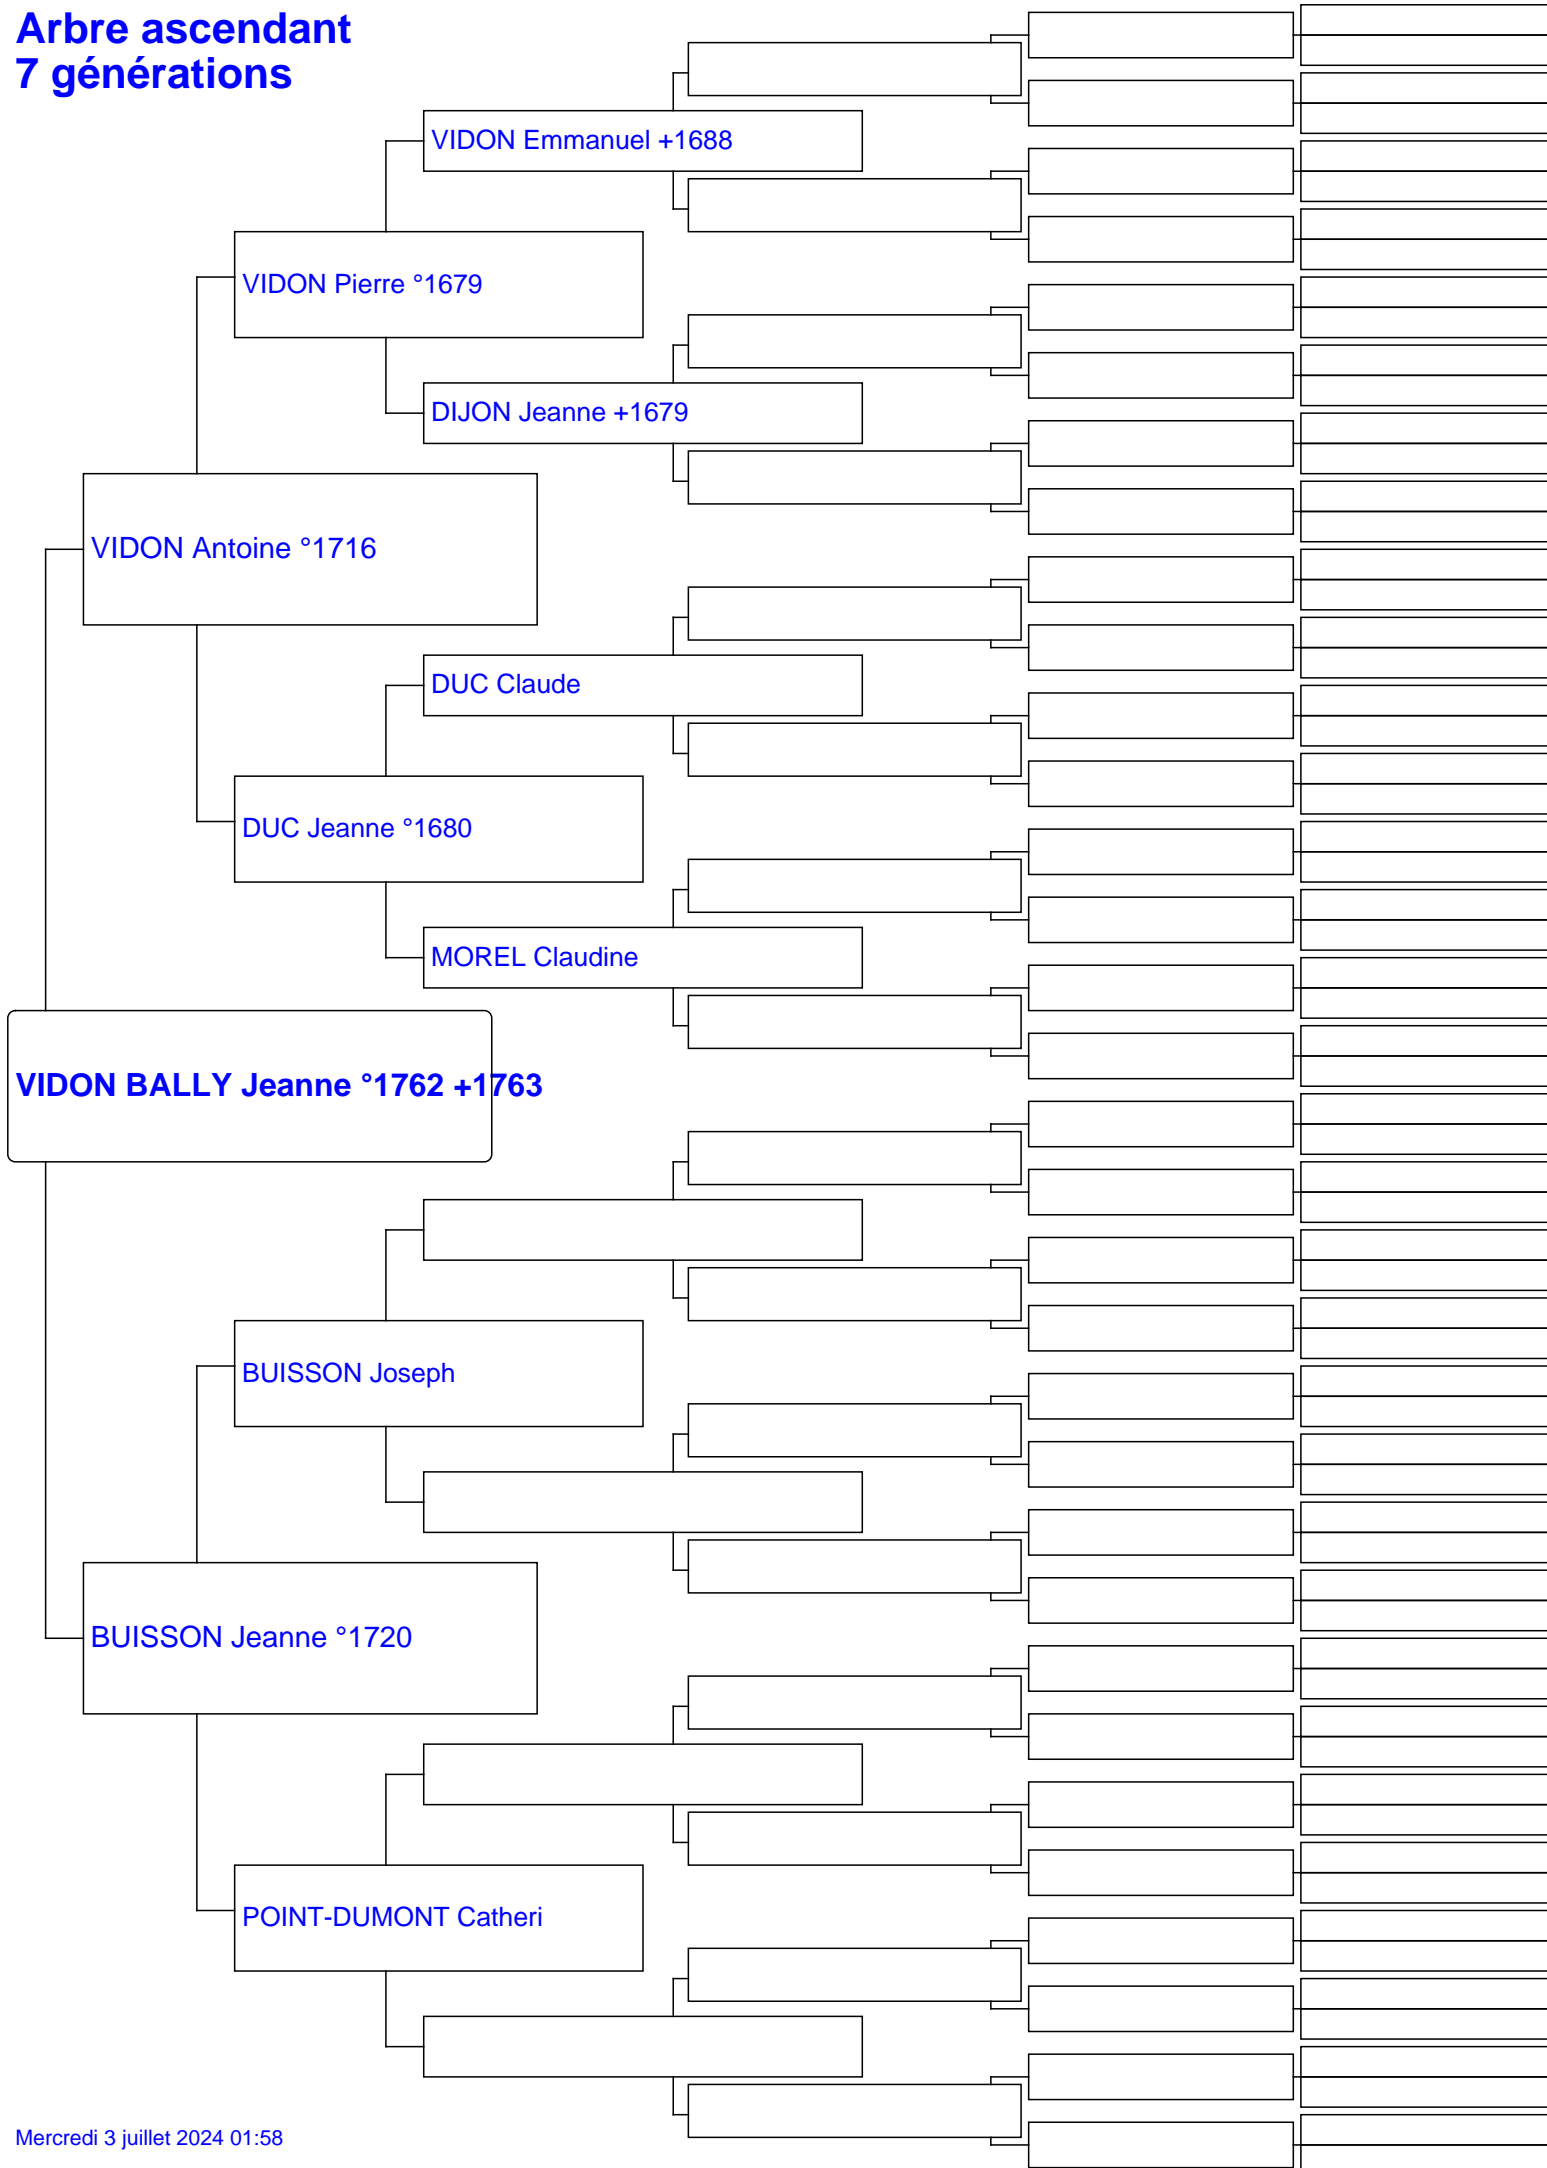 Arbre ascendant
7 générations
VIDON Emmanuel +1688
VIDON Pierre °1679
DIJON Jeanne +1679
VIDON Antoine °1716
DUC Claude
DUC Jeanne °1680
MOREL Claudine
VIDON BALLY Jeanne °1762 +1763
BUISSON Joseph
BUISSON Jeanne °1720
POINT-DUMONT Catheri
Mercredi 3 juillet 2024 01:58